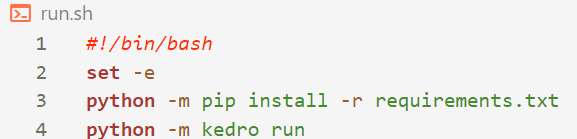 run.sh
1 #!/bin/bash
2 set -e
3 python -m pip install -r requirements.txt
4 python -m kedro run